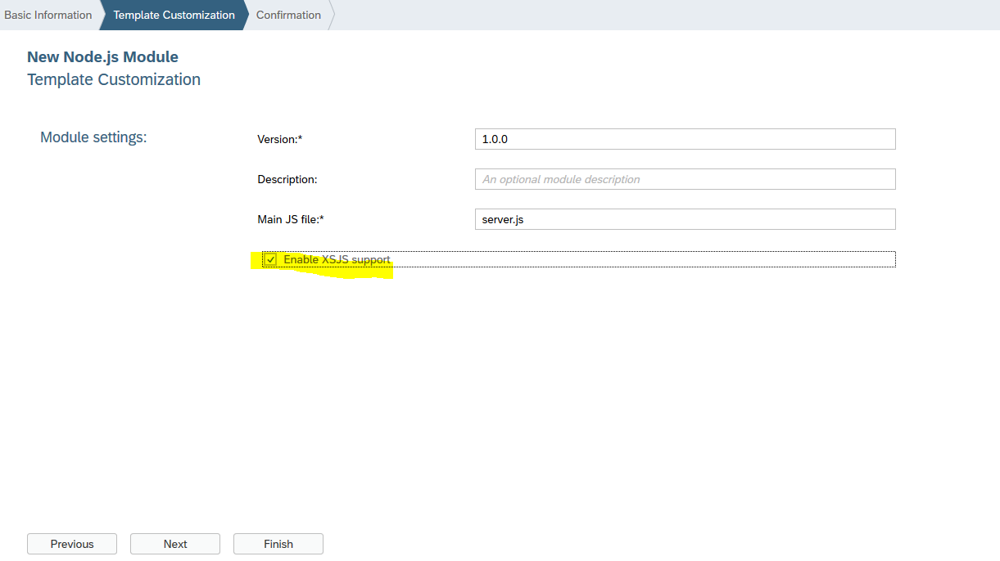 Basic Information Template Customization Confirmation
New Node.js Module
Template Customization
Module settings:
Version:* 1.0.0
Description: An optional module description
Main JS file:* server.js
Enable XSJS support
Previous Next Finish